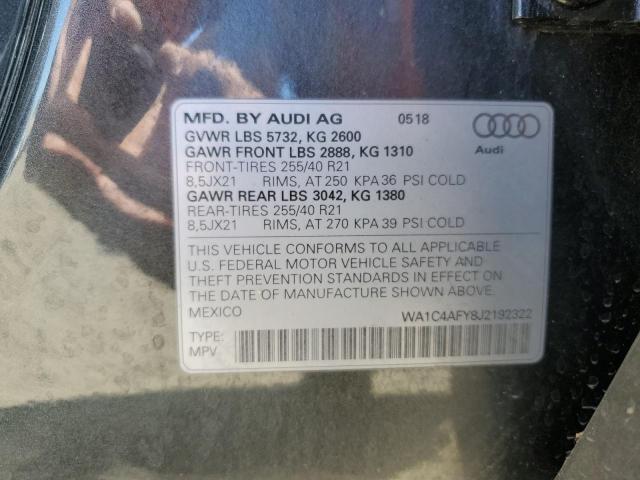 MFD. BY AUDI AG 0518
GVWR LBS 5732, KG 2600
GAWR FRONT LBS 2888, KG 1310
FRONT-TIRES 255/40 R21
8,5JX21 RIMS, AT 250 KPA 36 PSI COLD
GAWR REAR LBS 3042, KG 1380
REAR-TIRES 255/40 R21
8,5JX21 RIMS, AT 270 KPA 39 PSI COLD
Audi
THIS VEHICLE CONFORMS TO ALL APPLICABLE
U.S. FEDERAL MOTOR VEHICLE SAFETY AND
THEFT PREVENTION STANDARDS IN EFFECT ON
THE DATE OF MANUFACTURE SHOWN ABOVE.
MEXICO WA1C4AFY8J2192322
TYPE:
MPV